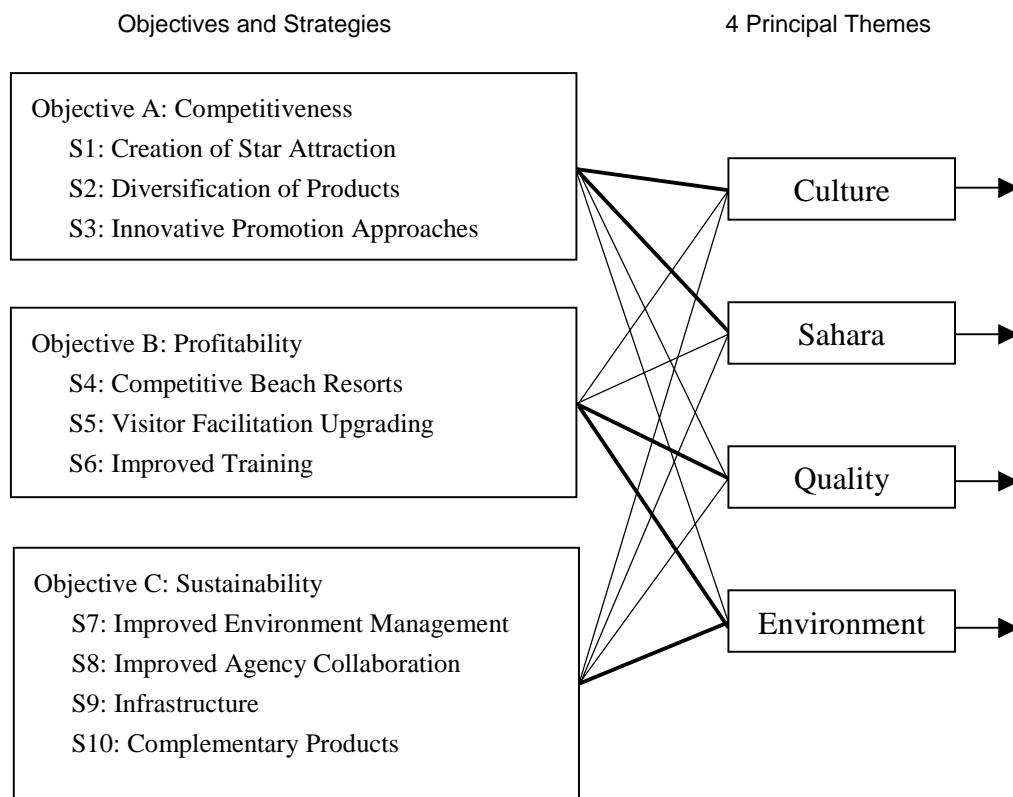 Objectives and Strategies
4 Principal Themes
Objective A: Competitiveness
S1: Creation of Star Attraction
S2: Diversification of Products
S3: Innovative Promotion Approaches
Objective B: Profitability
S4: Competitive Beach Resorts
S5: Visitor Facilitation Upgrading
S6: Improved Training
Objective C: Sustainability
S7: Improved Environment Management
S8: Improved Agency Collaboration
S9: Infrastructure
S10: Complementary Products
Culture
Sahara
Quality
Environment